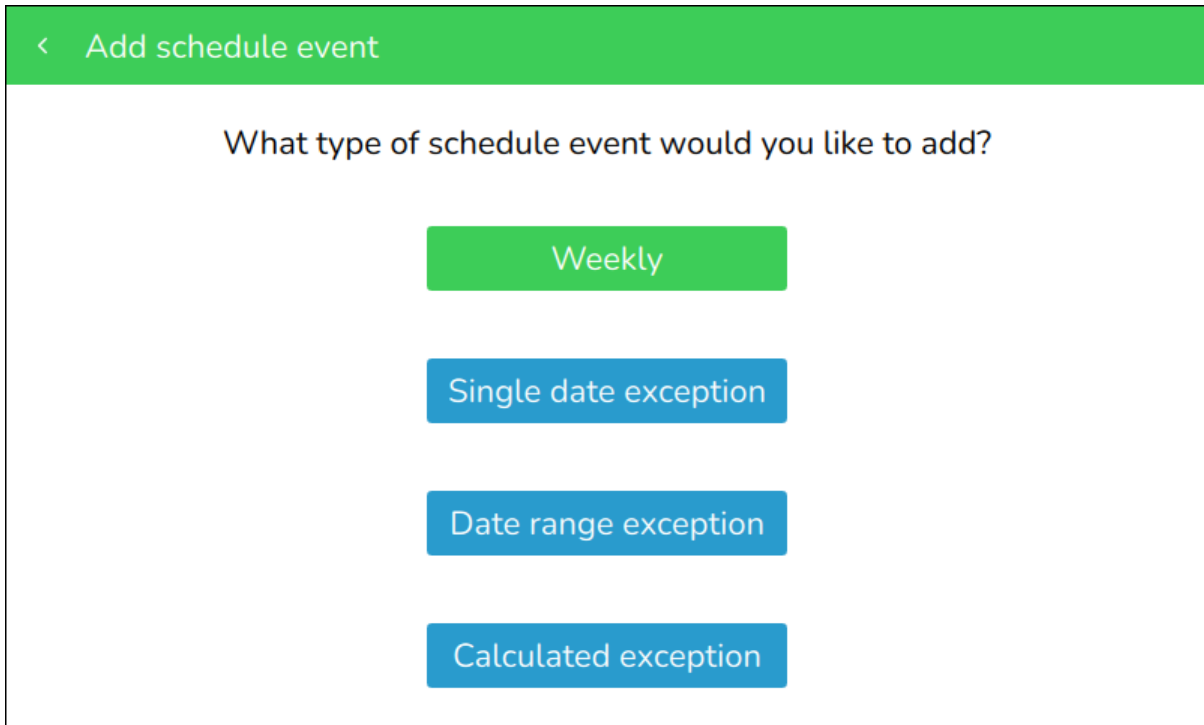 Add schedule event
What type of schedule event would you like to add?
Weekly
Single date exception
Date range exception
Calculated exception